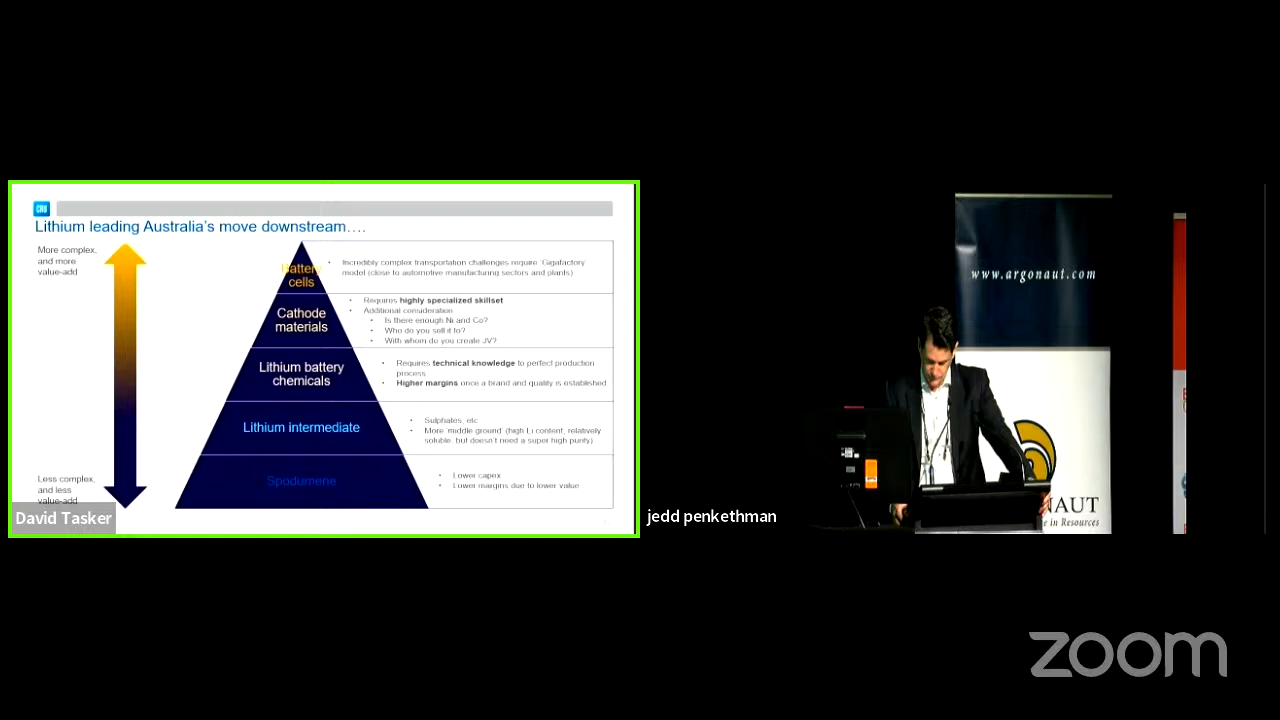 CRU
Lithium leading Australia's move downstream….
More complex,
and more
value-add
Battery
cells
• Incredibly complex transportation challenges require 'Gigafactory
model (close to automotive manufacturing sectors and plants)
Cathode
materials
• Requires highly specialized skillset
• Additional consideration
• Is there enough Ni and Co?
• Who do you sell it to?
• With whom do you create JV?
Lithium battery
chemicals
• Requires technical knowledge to perfect production
process
• Higher margins once a brand and quality is established
Lithium intermediate
• Sulphates, etc
• More 'middle ground' (high Li content, relatively
soluble, but doesn't need a super high purity)
Spodumene
• Lower capex
• Lower margins due to lower value
Less complex,
and less
value-add
David Tasker
jedd penkethman
www.argonaut.com
NAUT
e in Resources
zoom